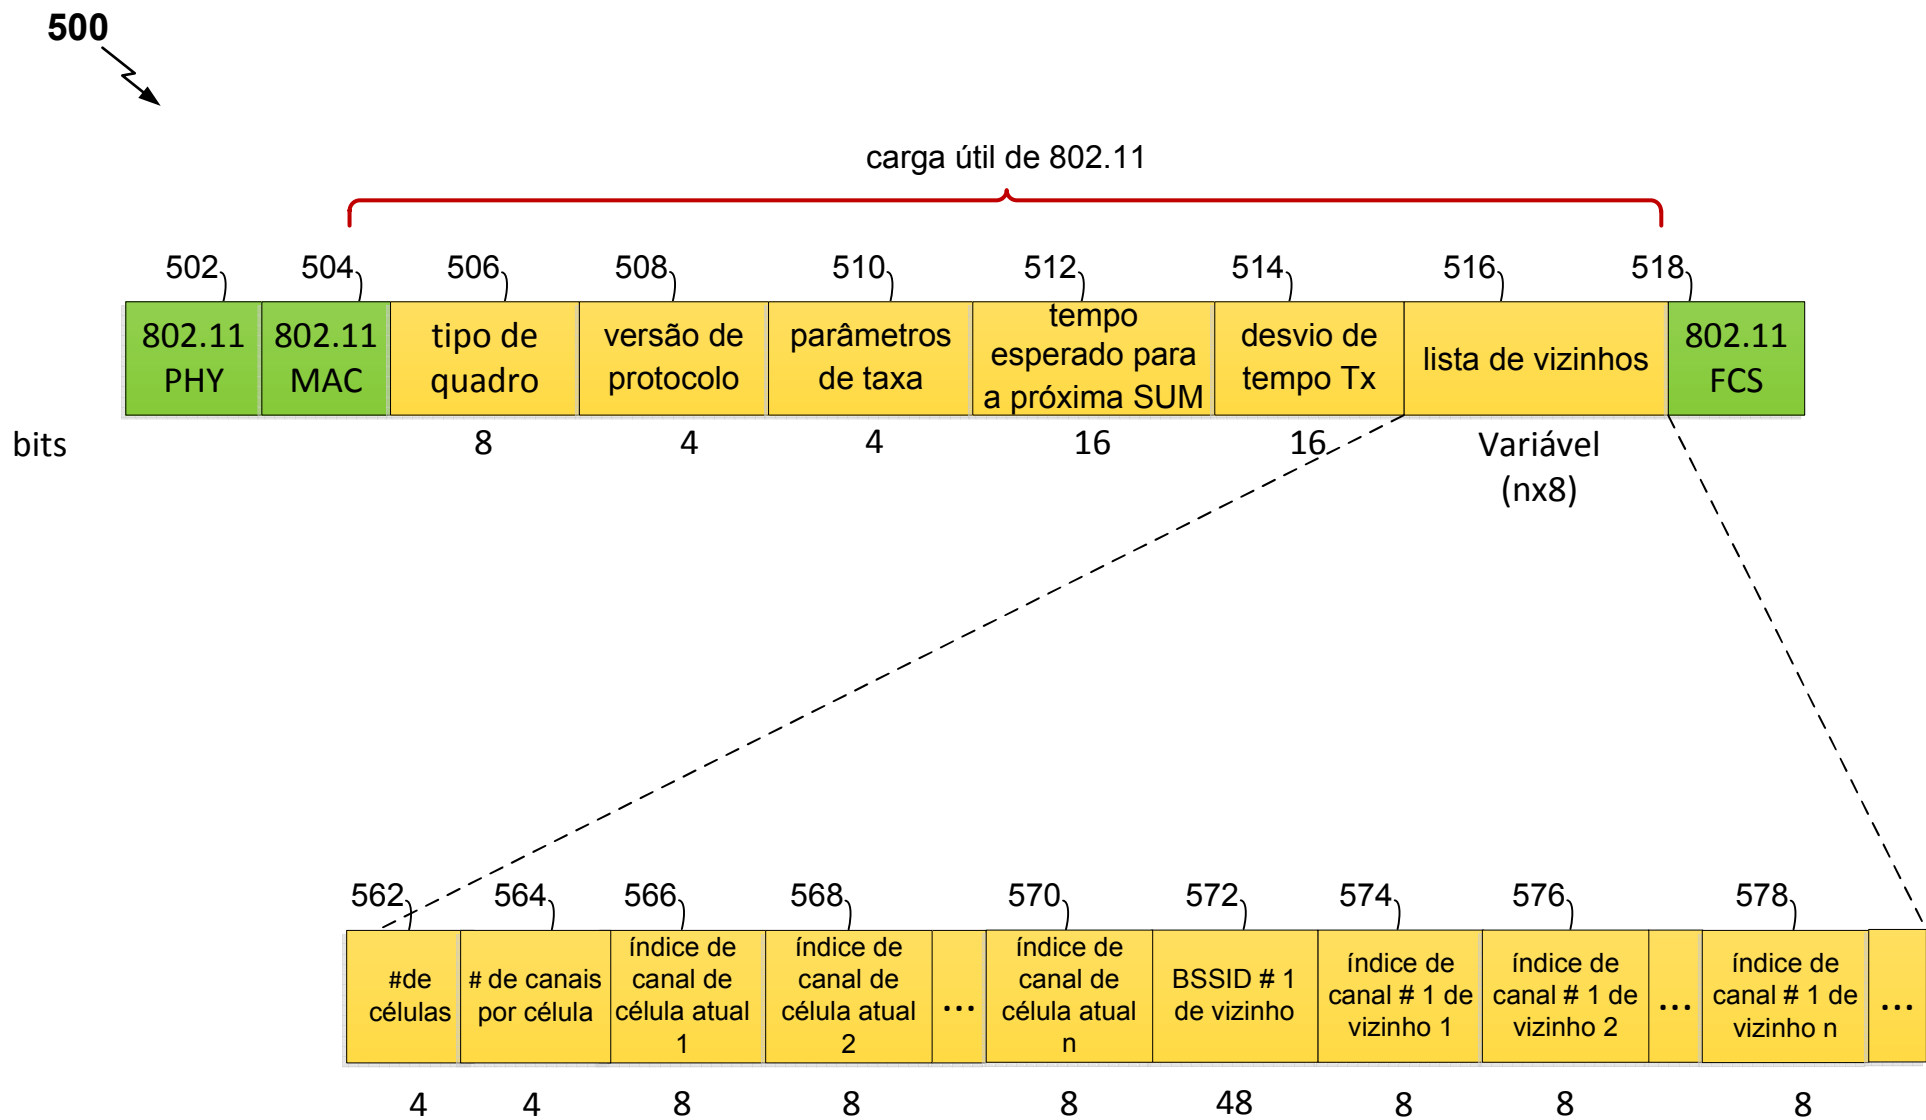 500
carga útil de 802.11
502 504 506 508 510 512 514 516 518
802.11
PHY
802.11
MAC
tipo de
quadro
versão de
protocolo
parâmetros
de taxa
tempo
esperado para
a próxima SUM
desvio de
tempo Tx
lista de vizinhos
802.11
FCS
bits 8 4 4 16 16 Variável
(nx8)
562 564 566 568 570 572 574 576 578
#de
células
# de canais
por célula
índice de
canal de
célula atual
1
índice de
canal de
célula atual
2
...
índice de
canal de
célula atual
n
BSSID # 1
de vizinho
índice de
canal # 1 de
vizinho 1
índice de
canal # 1 de
vizinho 2
...
índice de
canal # 1 de
vizinho n
...
4 4 8 8 8 48 8 8 8